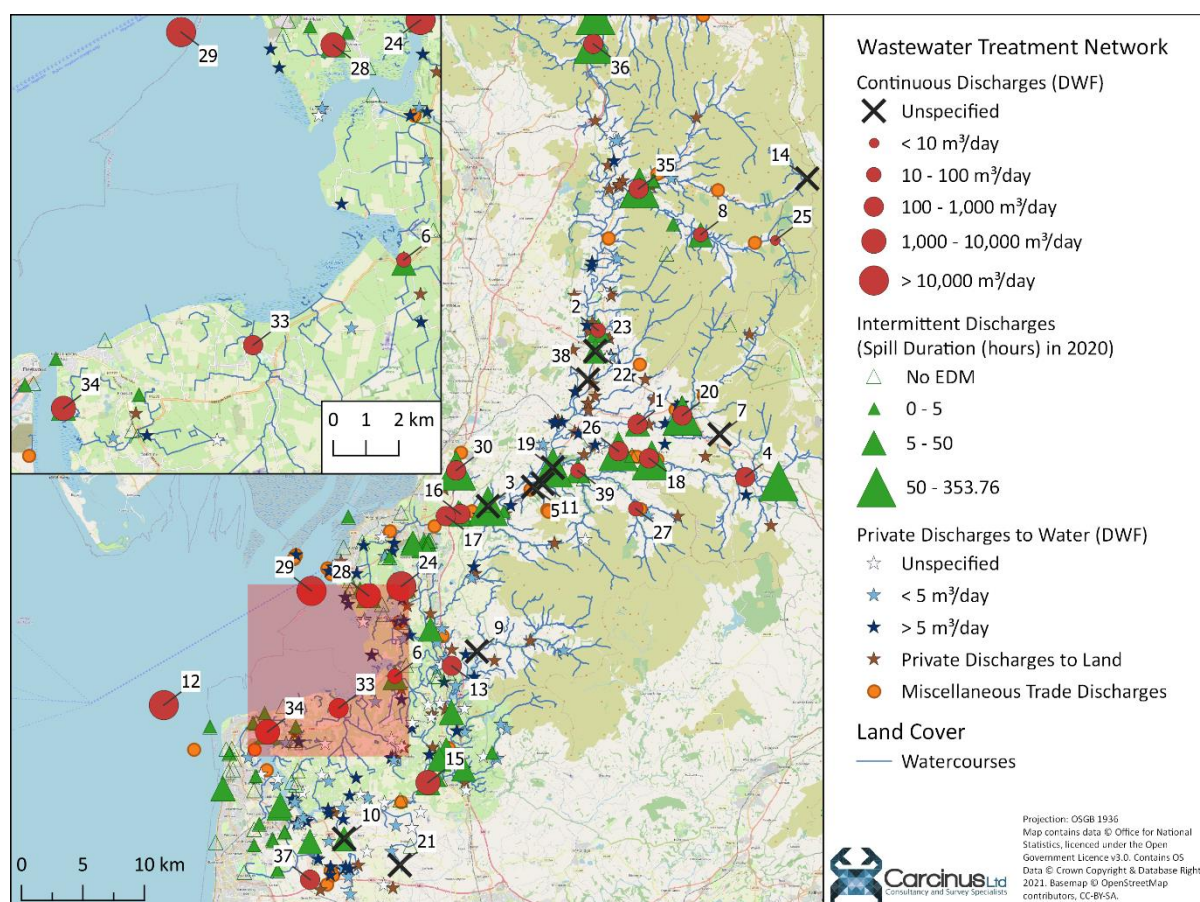 29
24
28
6
33
34
0 1 2 km
36
14
35
8
25
2
23
38
22
1
20
7
26
19
30
3
4
18
39
16
11
5
27
17
29
28
24
9
6
13
12
33
34
15
10
21
37
0 5 10 km
Wastewater Treatment Network
Continuous Discharges (DWF)
Unspecified
< 10 m³/day
10 - 100 m³/day
100 - 1,000 m³/day
1,000 - 10,000 m³/day
> 10,000 m³/day
Intermittent Discharges
(Spill Duration (hours) in 2020)
No EDM
0 - 5
5 - 50
50 - 353.76
Private Discharges to Water (DWF)
Unspecified
< 5 m³/day
> 5 m³/day
Private Discharges to Land
Miscellaneous Trade Discharges
Land Cover
Watercourses
Carcinus Ltd
Consultancy and Survey Specialists
Projection: OSGB 1936
Map contains data © Office for National
Statistics, licenced under the Open
Government Licence v3.0. Contains OS
Data © Crown Copyright & Database Right
2021. Basemap © OpenStreetMap
contributors, CC-BY-SA.